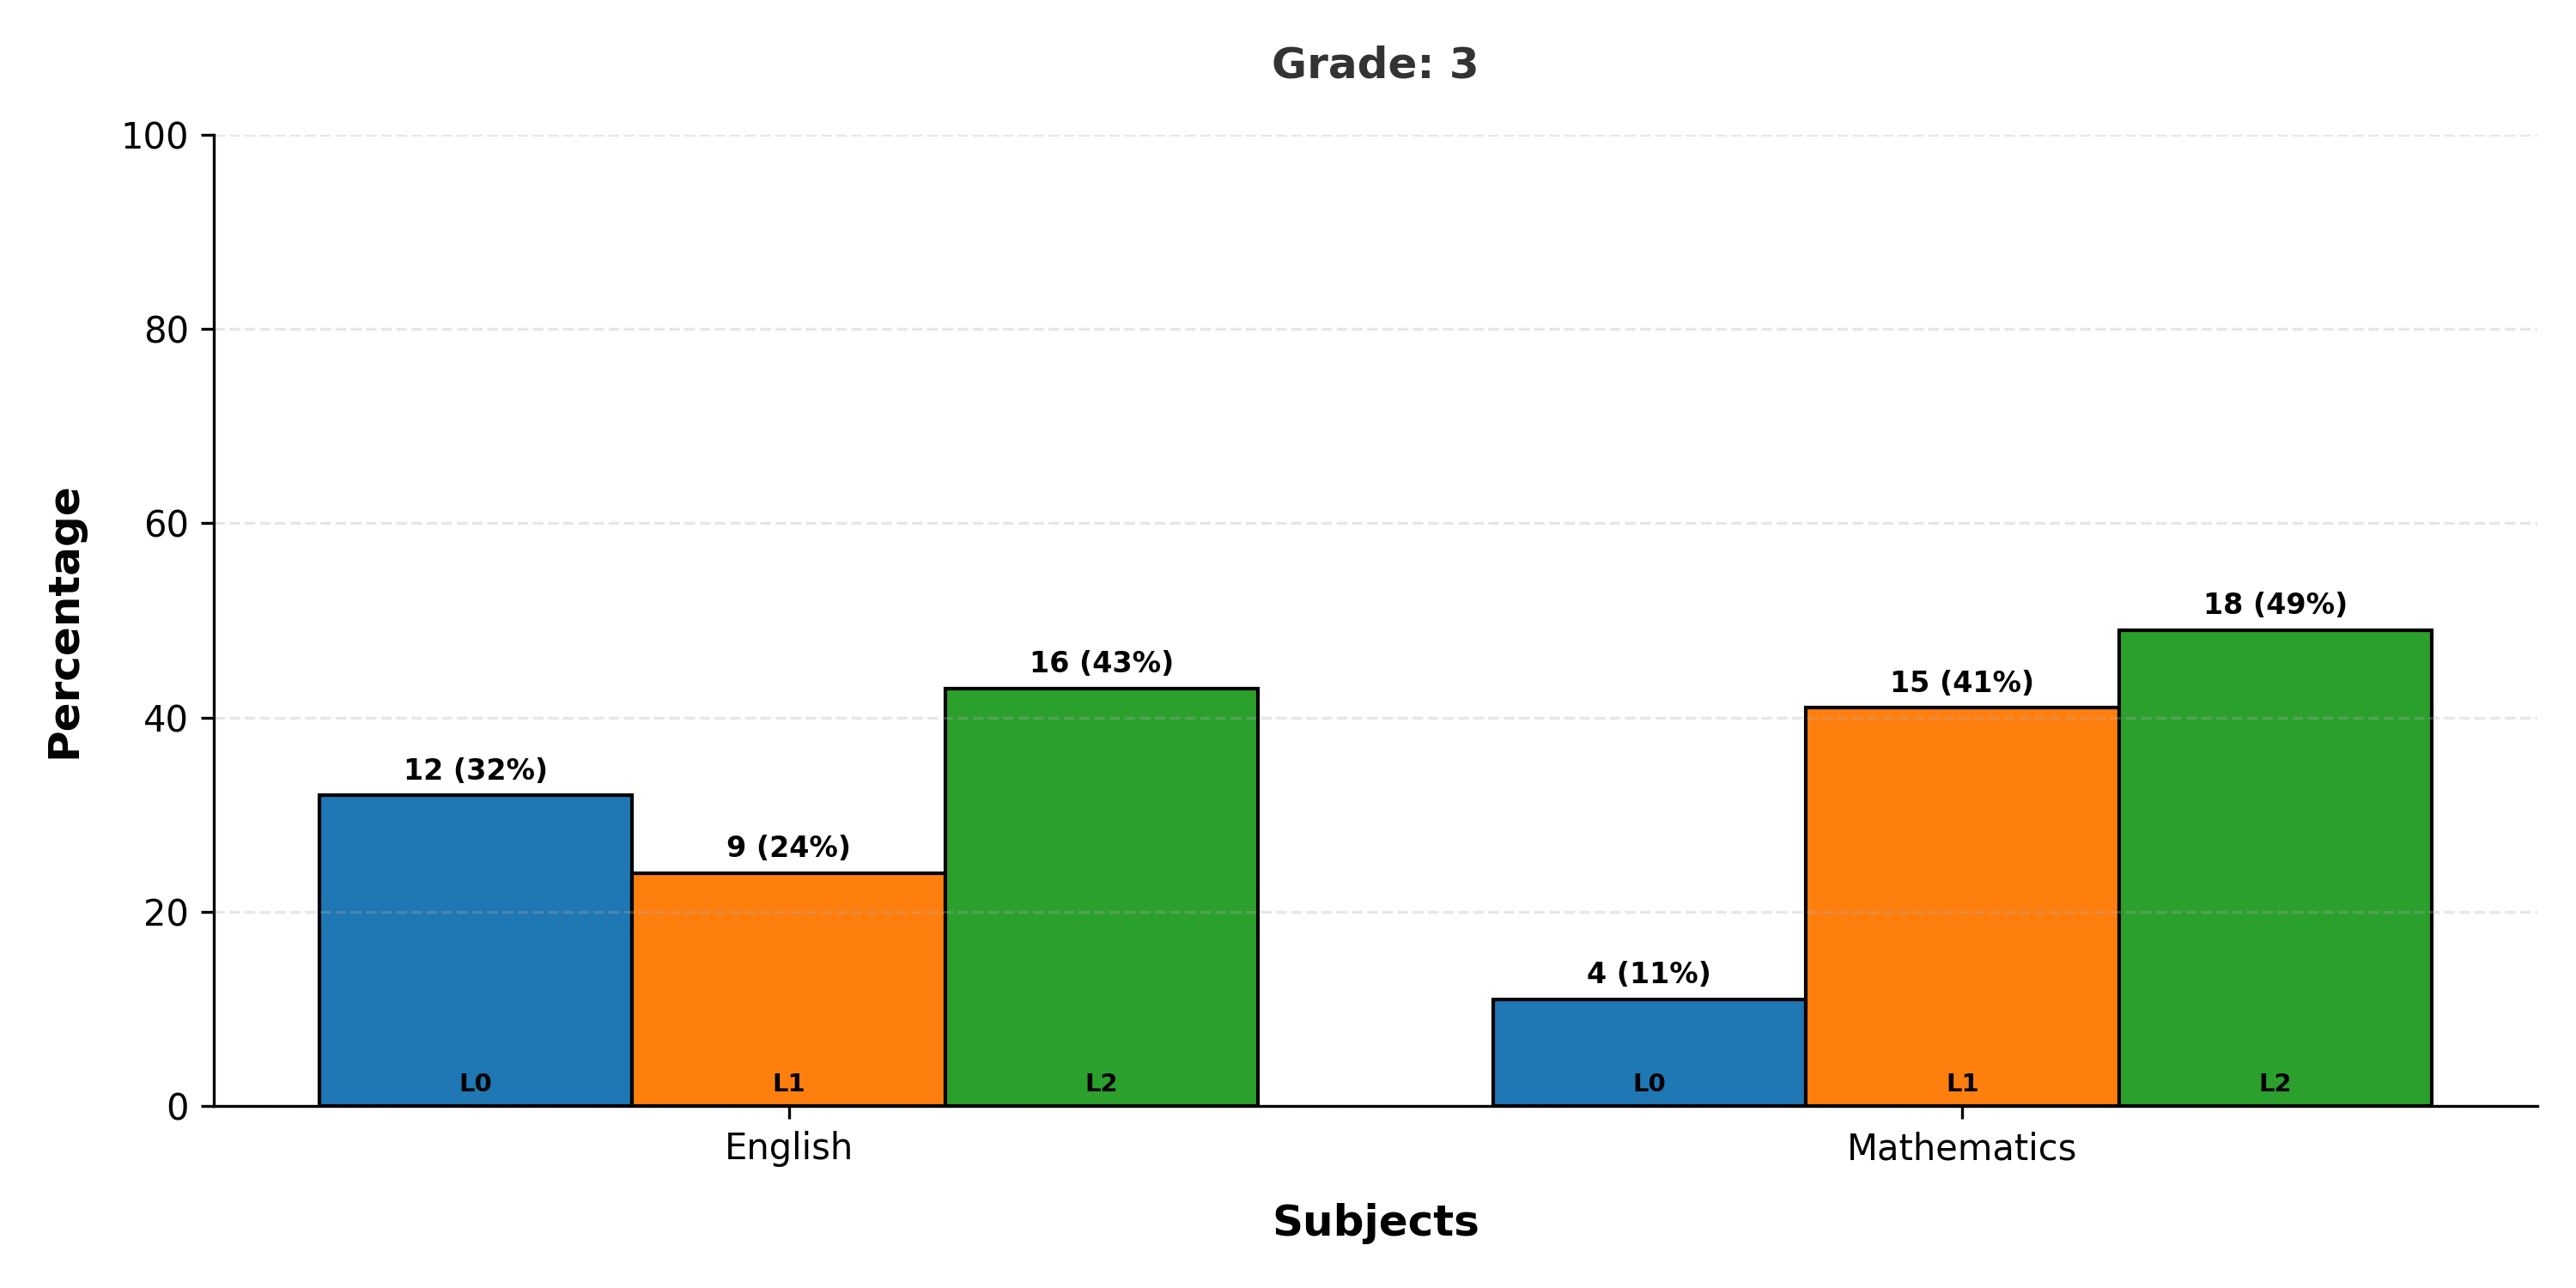 Grade: 3
Percentage
100
80
60
40
20
0
12 (32%)
9 (24%)
16 (43%)
4 (11%)
15 (41%)
18 (49%)
L0
L1
L2
L0
L1
L2
English
Mathematics
Subjects